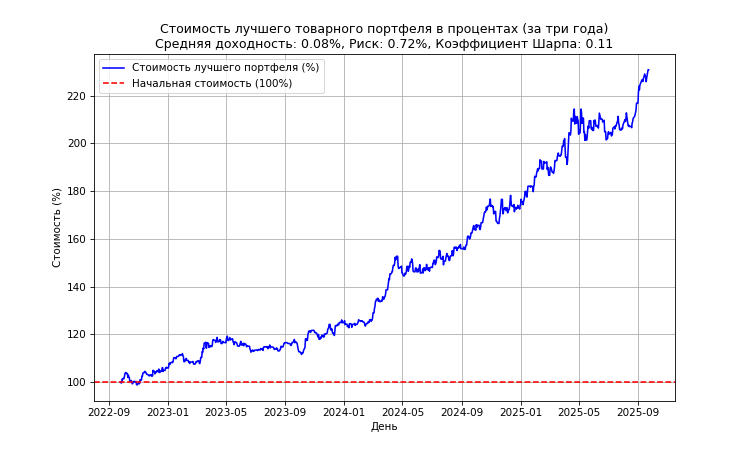 Стоимость лучшего товарного портфеля в процентах (за три года)
Средняя доходность: 0.08%, Риск: 0.72%, Коэффициент Шарпа: 0.11
Стоимость лучшего портфеля (%)
Начальная стоимость (100%)
Стоимость (%)
220
200
180
160
140
120
100
2022-09 2023-01 2023-05 2023-09 2024-01 2024-05 2024-09 2025-01 2025-05 2025-09
День